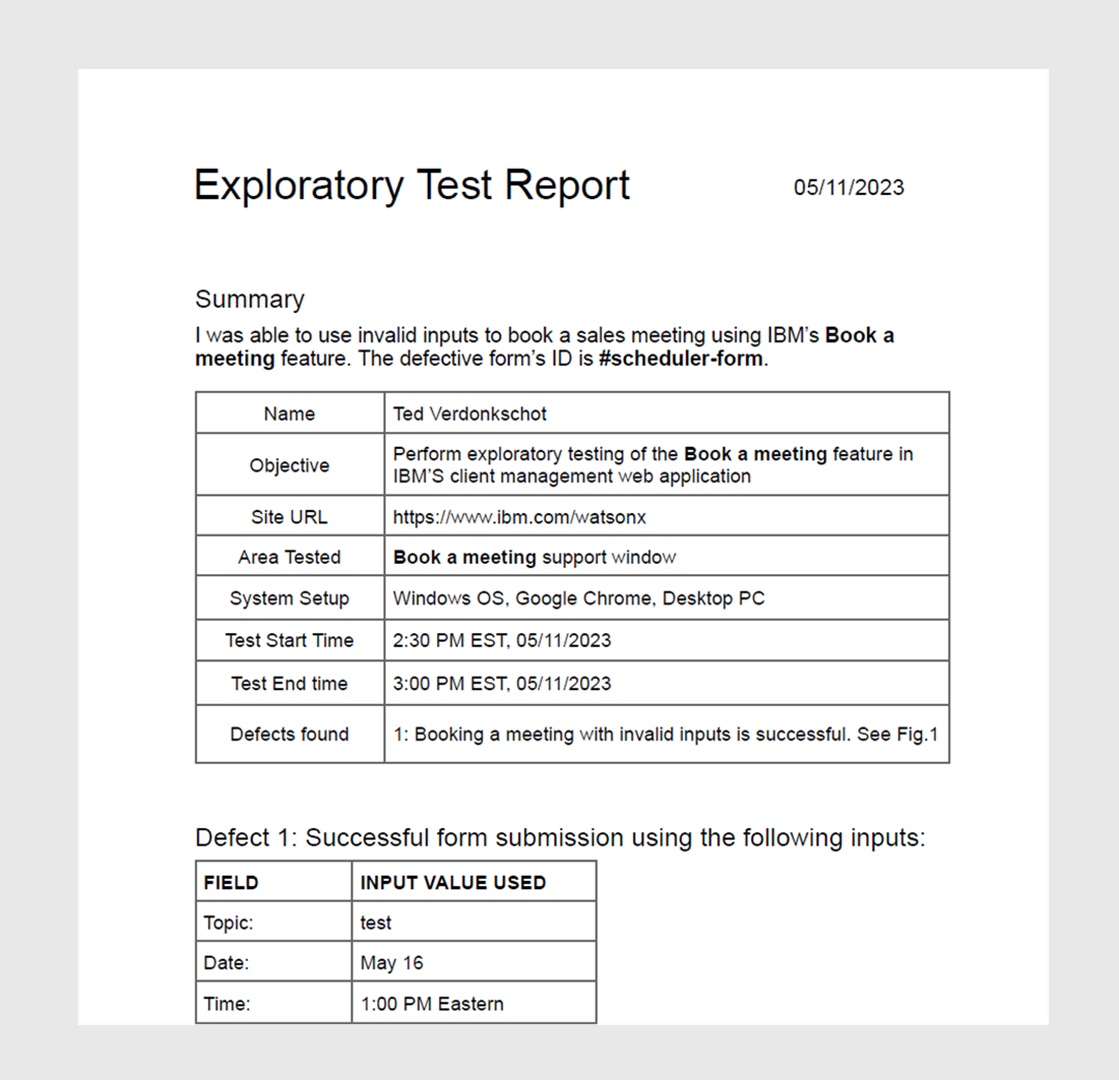 Exploratory Test Report 05/11/2023
Summary
I was able to use invalid inputs to book a sales meeting using IBM’s Book a
meeting feature. The defective form’s ID is #scheduler-form.
Name Ted Verdonkschot
Objective Perform exploratory testing of the Book a meeting feature in
IBM’S client management web application
Site URL https://www.ibm.com/watsonx
Area Tested Book a meeting support window
System Setup Windows OS, Google Chrome, Desktop PC
Test Start Time 2:30 PM EST, 05/11/2023
Test End time 3:00 PM EST, 05/11/2023
Defects found 1: Booking a meeting with invalid inputs is successful. See Fig.1
Defect 1: Successful form submission using the following inputs:
FIELD INPUT VALUE USED
Topic: test
Date: May 16
Time: 1:00 PM Eastern